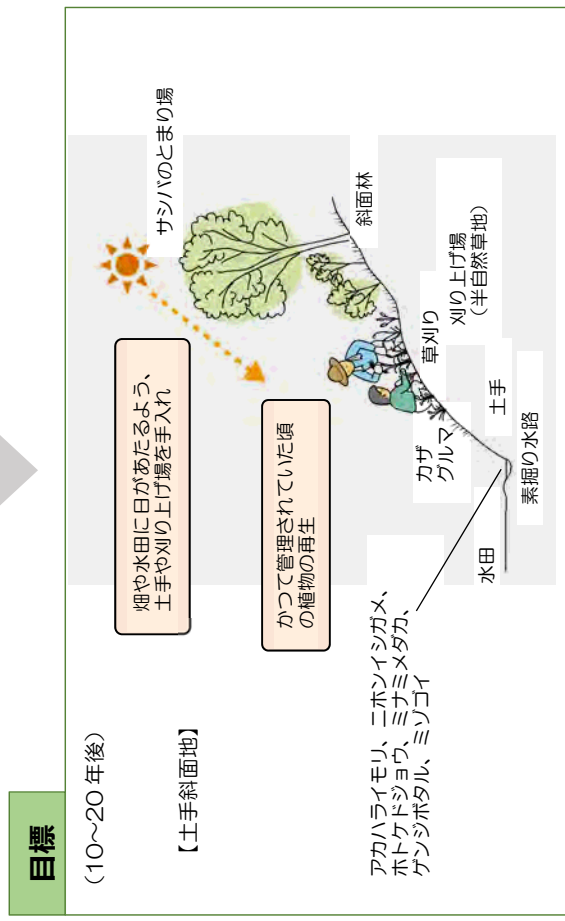 目標
（10～20年後）
【土手斜面地】
畑や水田に日があたるよう、
土手や刈り上げ場を手入れ
サシバのとまり場
かつて管理されていた頃
の植物の再生
斜面林
草刈り
刈り上げ場
（半自然草地）
カザ
グルマ
土手
素掘り水路
水田
アカハライモリ、ニホンイシガメ、
ホトケドジョウ、ミナミメダカ、
ゲンジボタル、ミゾゴイ